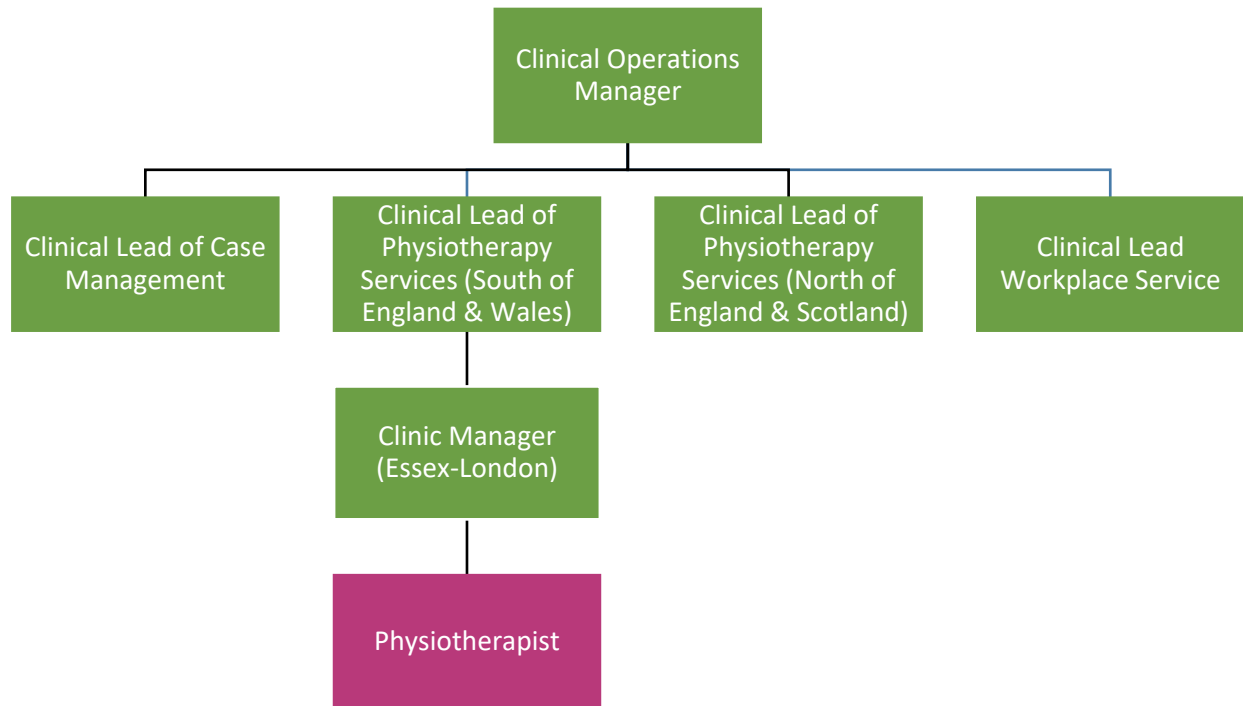 Clinical Operations
Manager
Clinical Lead of Case
Management
Clinical Lead of
Physiotherapy
Services (South of
England & Wales)
Clinical Lead of
Physiotherapy
Services (North of
England & Scotland)
Clinical Lead
Workplace Service
Clinic Manager
(Essex-London)
Physiotherapist